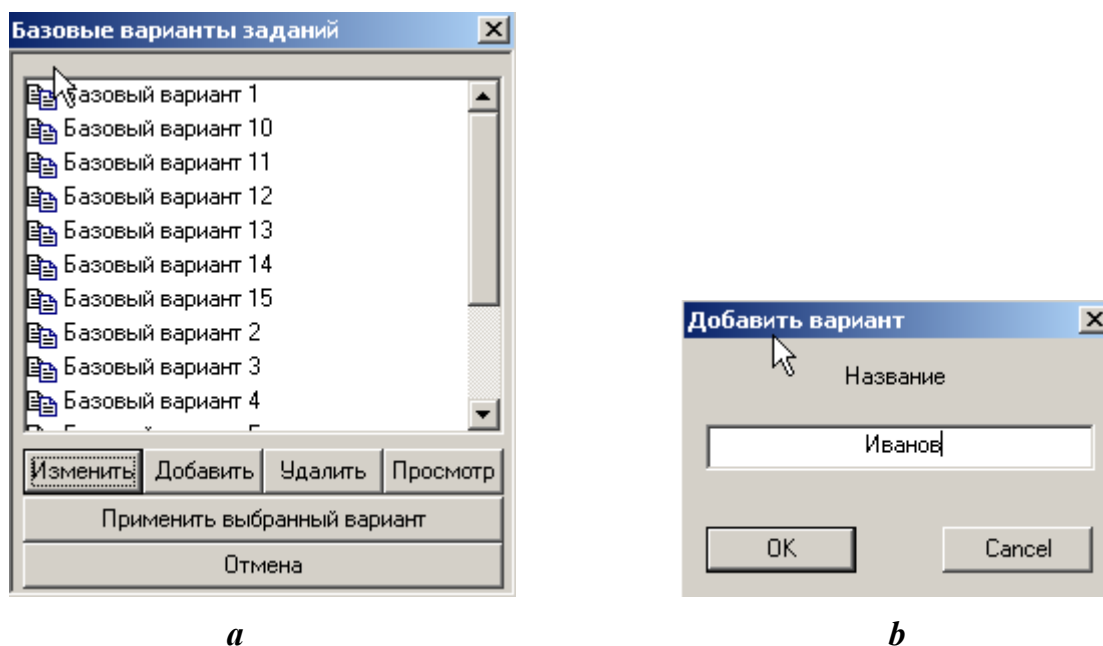 Базовые варианты заданий
Базовый вариант 1
Базовый вариант 10
Базовый вариант 11
Базовый вариант 12
Базовый вариант 13
Базовый вариант 14
Базовый вариант 15
Базовый вариант 2
Базовый вариант 3
Базовый вариант 4
Изменить Добавить Удалить Просмотр
Применить выбранный вариант
Отмена
a
Добавить вариант
Название
Иванов
OK Cancel
b